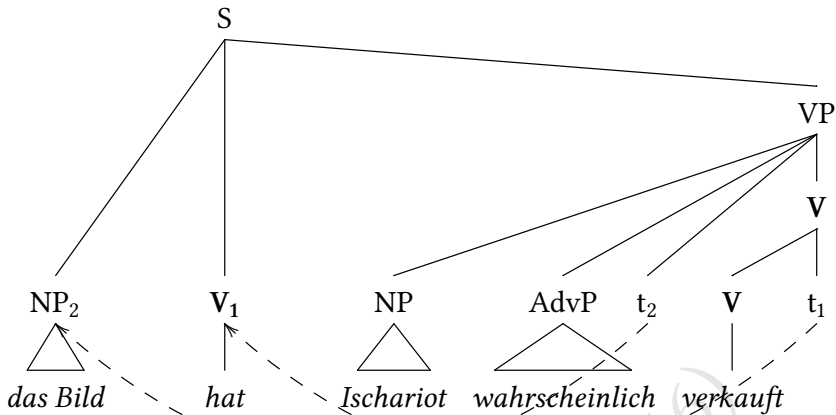 S
VP
V
NP₂ V₁ NP AdvP t₂ V t₁
das Bild hat Ischariot wahrscheinlich verkauft